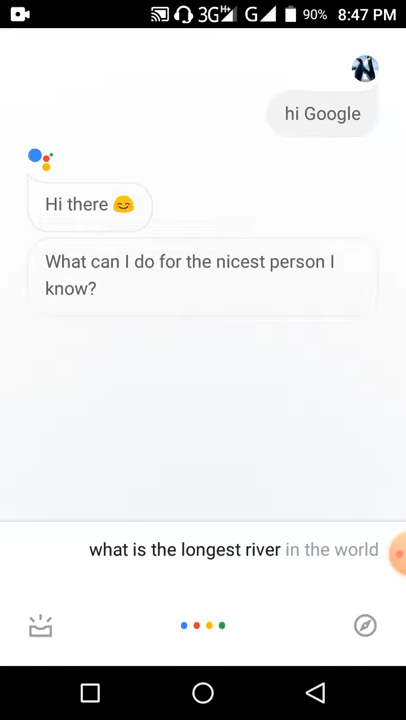 3G H+ G 90% 8:47 PM
hi Google
Hi there 😊
What can I do for the nicest person I
know?
what is the longest river in the world